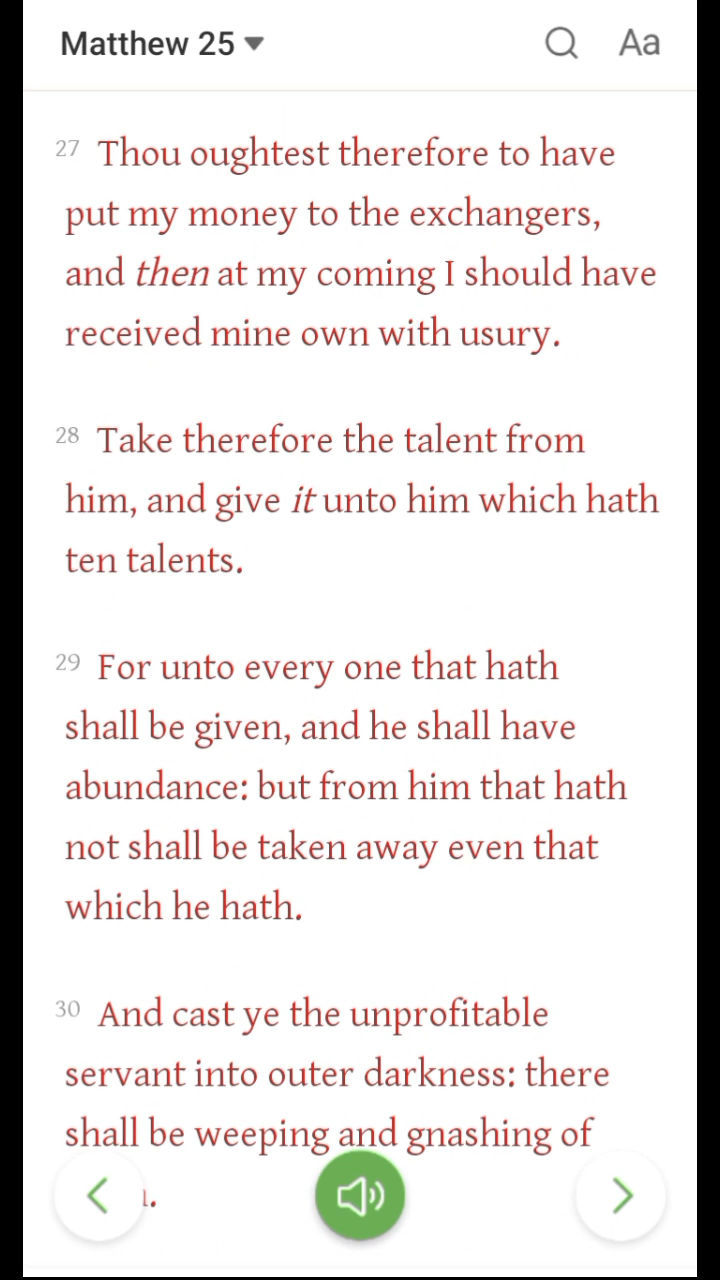 Matthew 25
Aa
27 Thou oughtest therefore to have
put my money to the exchangers,
and then at my coming I should have
received mine own with usury.
28 Take therefore the talent from
him, and give it unto him which hath
ten talents.
29 For unto every one that hath
shall be given, and he shall have
abundance: but from him that hath
not shall be taken away even that
which he hath.
30 And cast ye the unprofitable
servant into outer darkness: there
shall be weeping and gnashing of